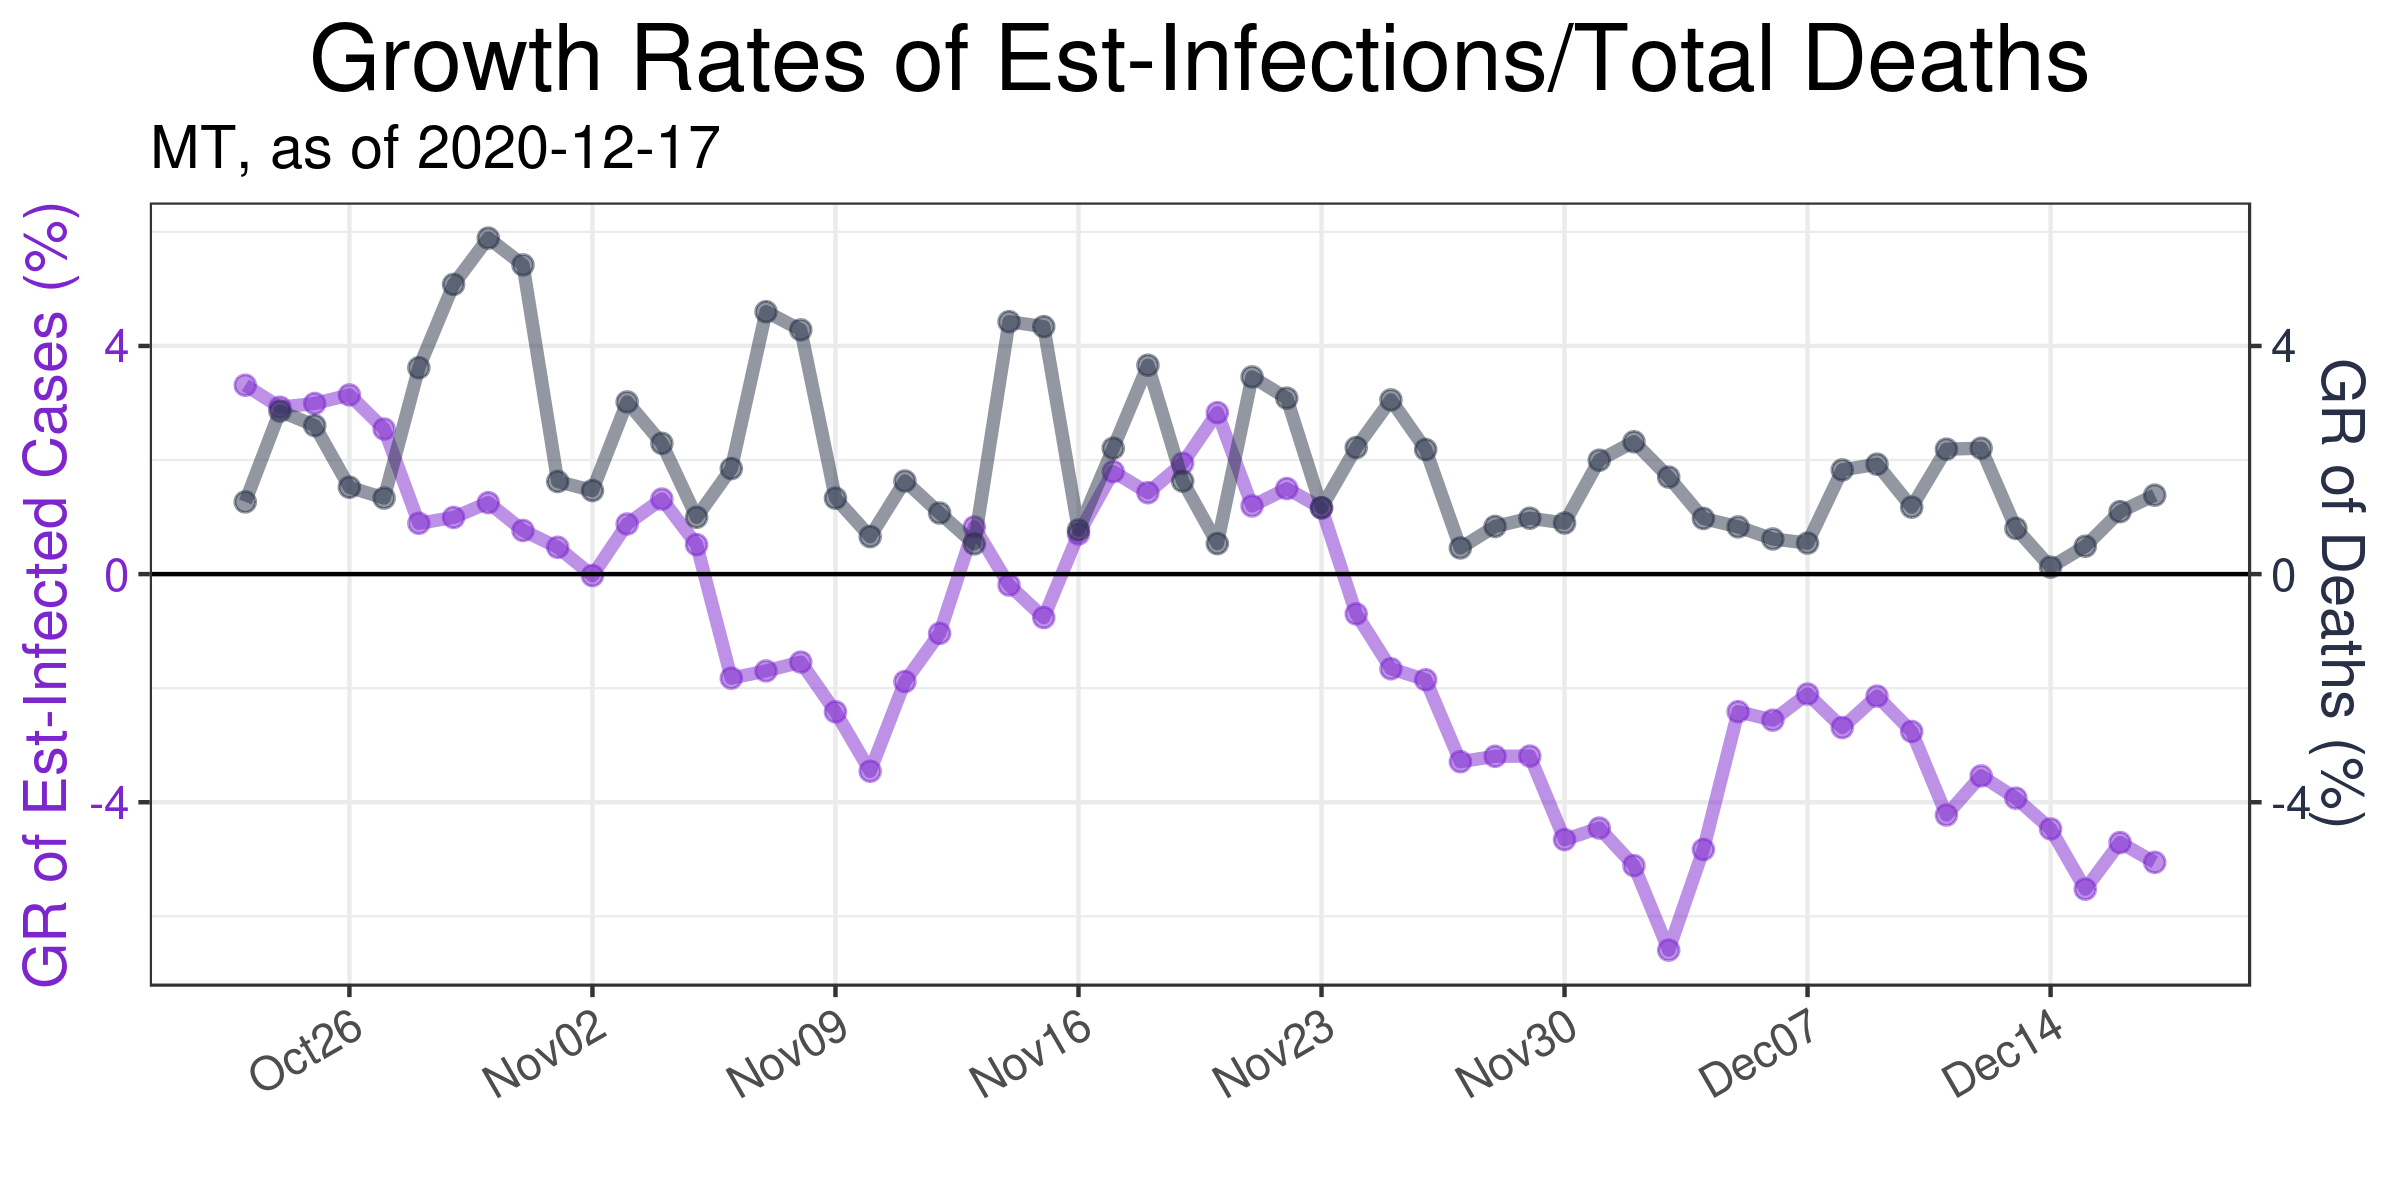 Growth Rates of Est-Infections/Total Deaths
MT, as of 2020-12-17
GR of Est-Infected Cases (%)
4
0
-4
4
0
-4
GR of Deaths (%)
Oct26
Nov02
Nov09
Nov16
Nov23
Nov30
Dec07
Dec14